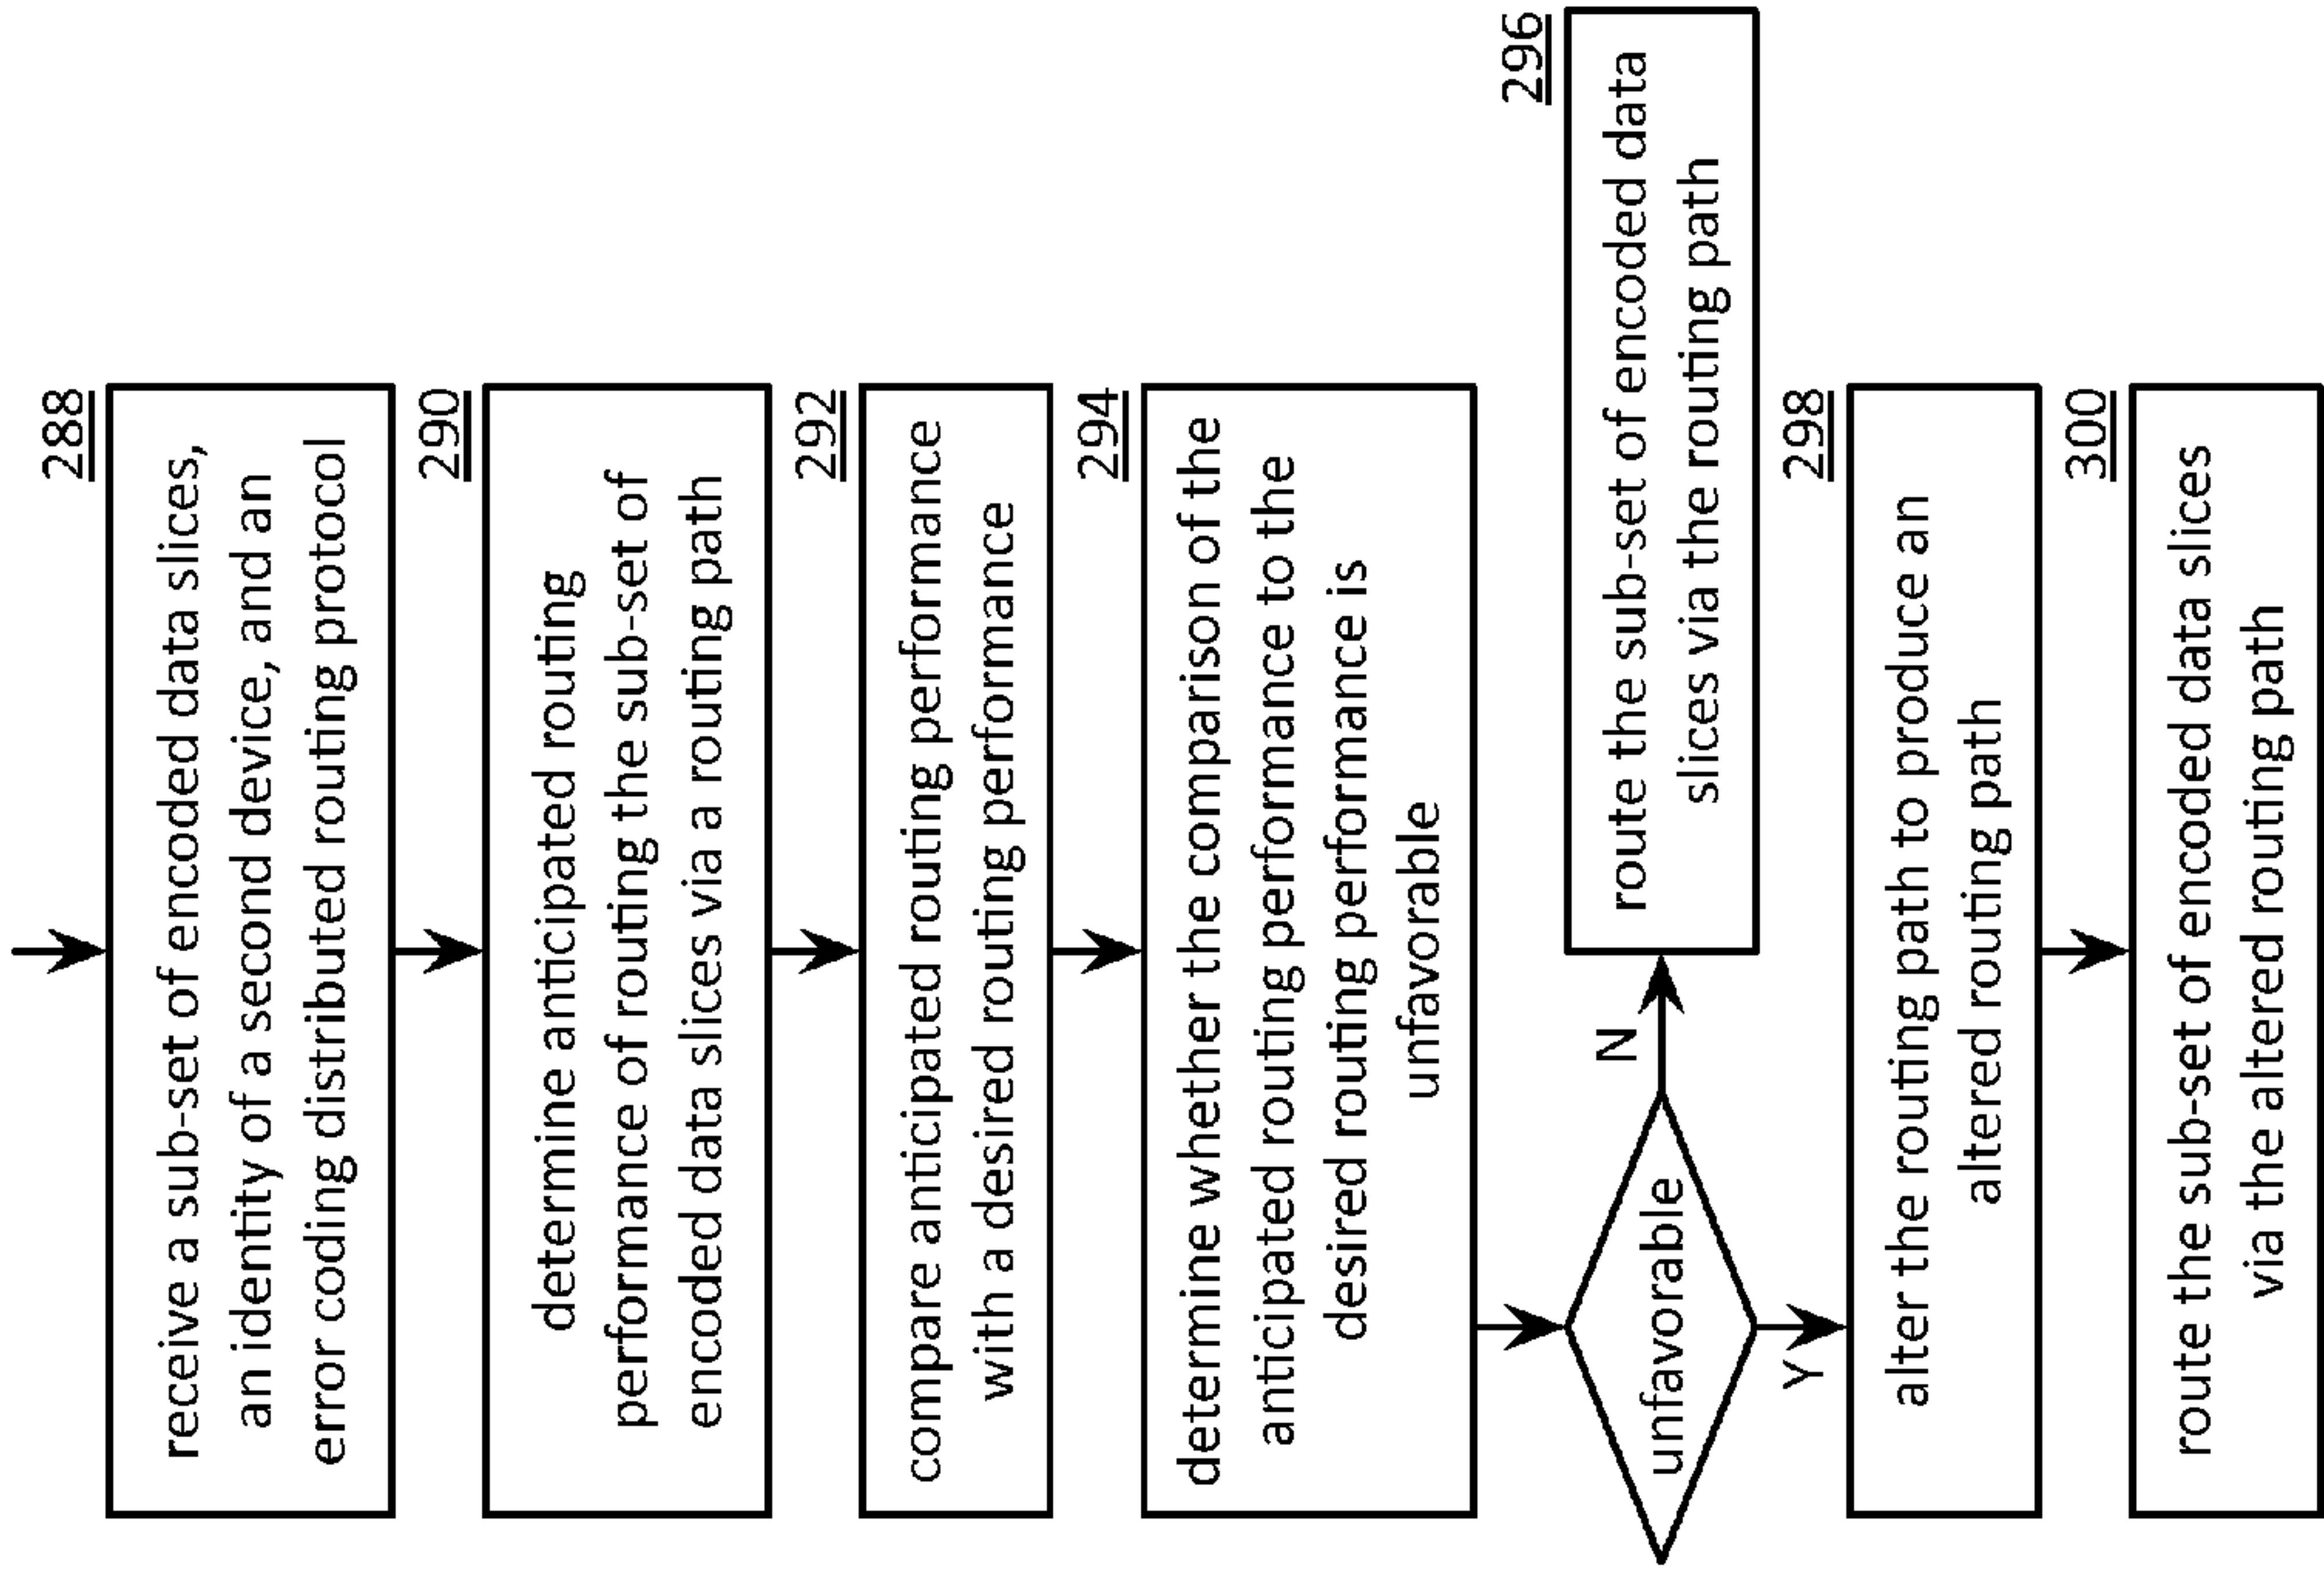 288
receive a sub-set of encoded data slices,
an identity of a second device, and an
error coding distributed routing protocol
290
determine anticipated routing
performance of routing the sub-set of
encoded data slices via a routing path
292
compare anticipated routing performance
with a desired routing performance
294
determine whether the comparison of the
anticipated routing performance to the
desired routing performance is
unfavorable
unfavorable
N
296
route the sub-set of encoded data
slices via the routing path
Y
298
alter the routing path to produce an
altered routing path
300
route the sub-set of encoded data slices
via the altered routing path